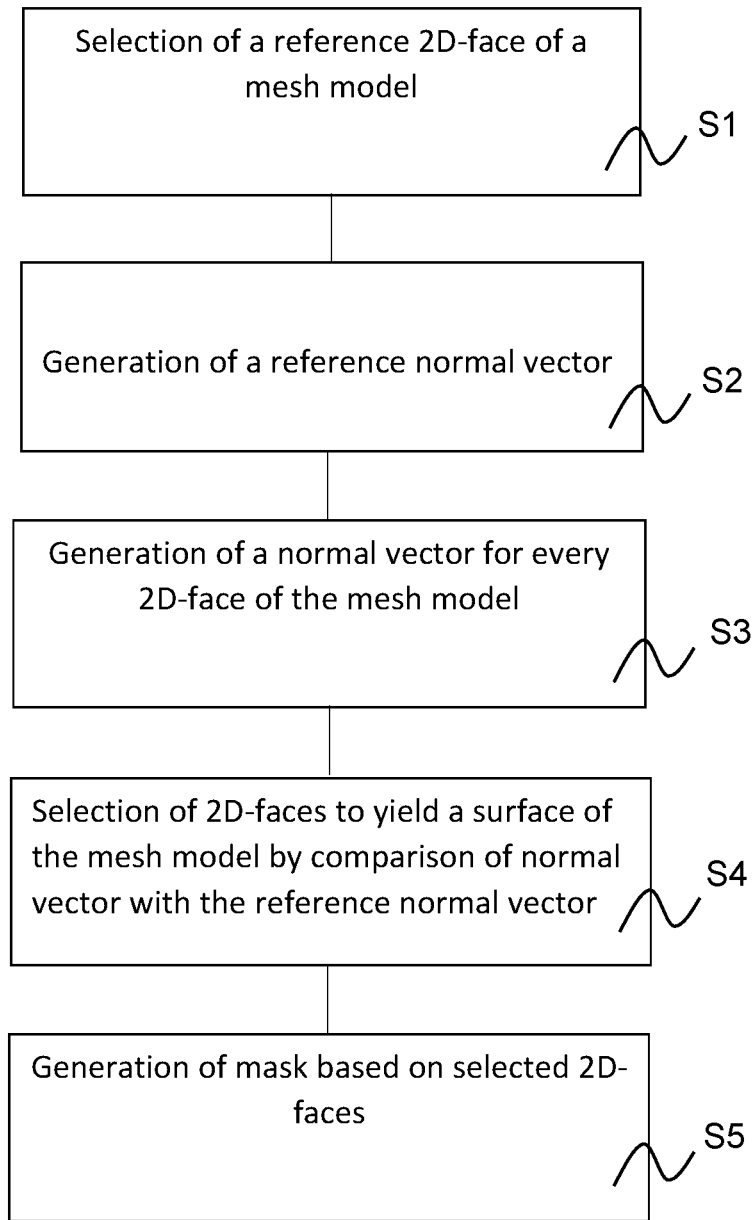 Selection of a reference 2D-face of a
mesh model
S1
Generation of a reference normal vector
S2
Generation of a normal vector for every
2D-face of the mesh model
S3
Selection of 2D-faces to yield a surface of
the mesh model by comparison of normal
vector with the reference normal vector
S4
Generation of mask based on selected 2D-
faces
S5